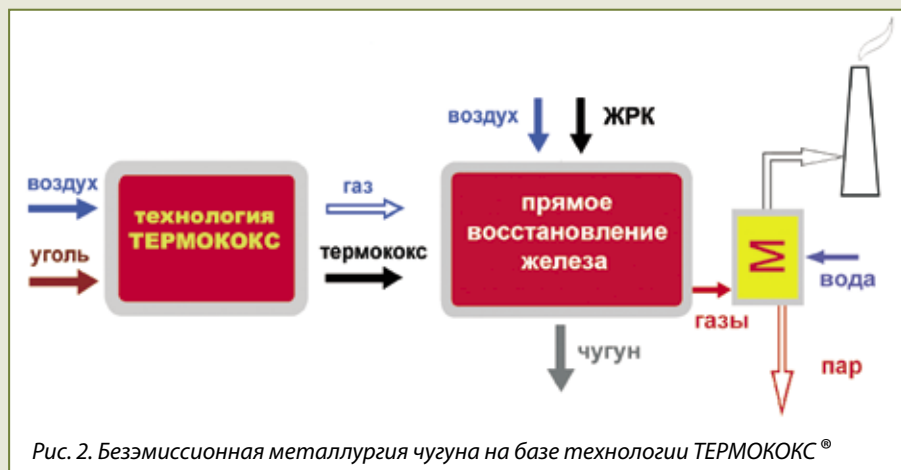 воздух
ЖРК
воздух
уголь
технология
ТЕРМОКОКС
газ
термококс
прямое
восстановление
железа
М
вода
газы
чугун
пар
Рис. 2. Безэмиссионная металлургия чугуна на базе технологии ТЕРМОКОКС ®